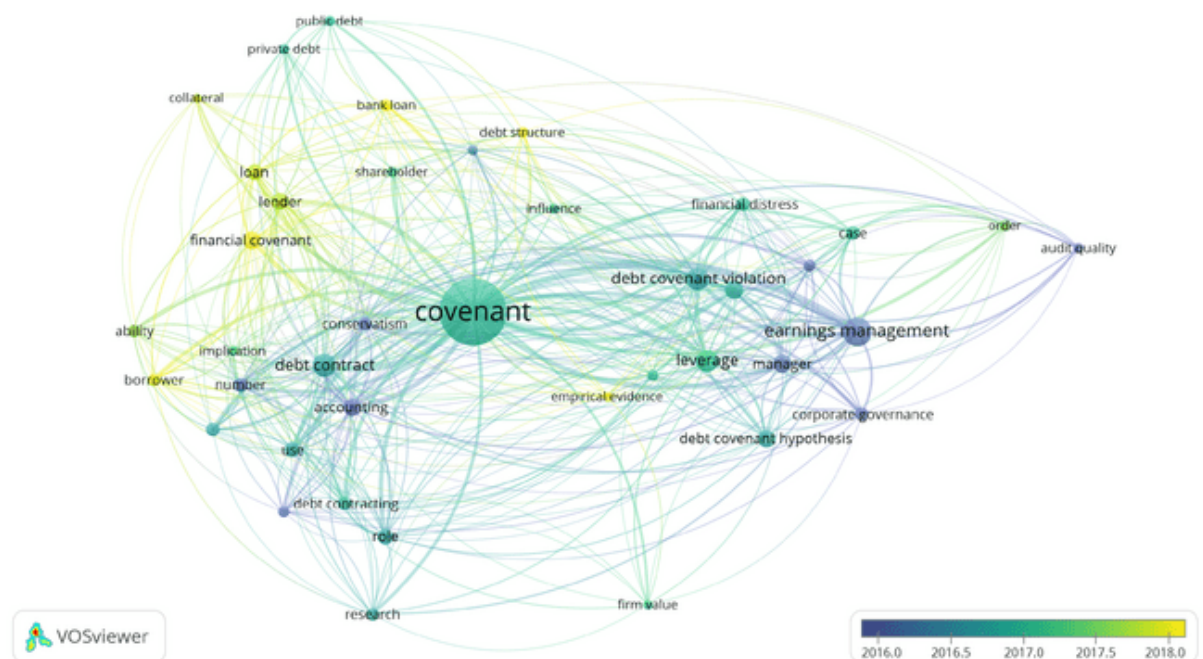 public debt
private debt
collateral
bank loan
debt structure
loan
shareholder
lender
influence
financial distress
financial covenant
case
order
audit quality
debt covenant violation
covenant
conservatism
earnings management
ability
implication
debt contract
leverage
manager
borrower
number
empirical evidence
accounting
corporate governance
debt covenant hypothesis
use
debt contracting
role
firm value
research
VOSviewer
2016.0 2016.5 2017.0 2017.5 2018.0